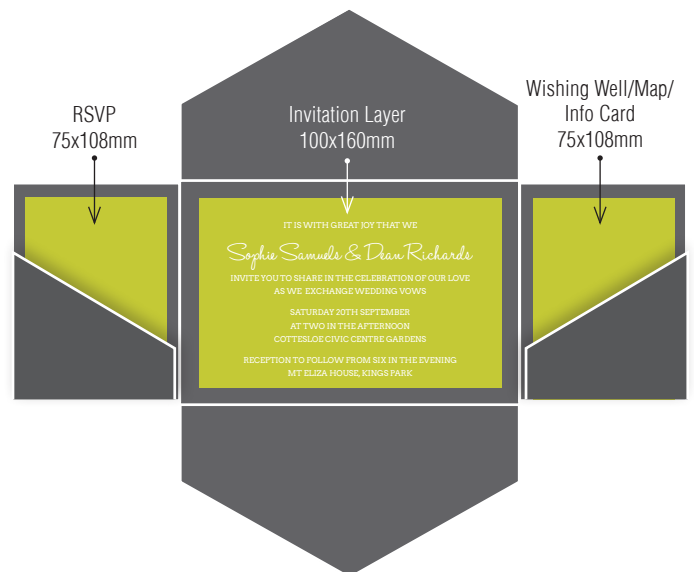 RSVP
75x108mm
Invitation Layer
100x160mm
Wishing Well/Map/
Info Card
75x108mm
IT IS WITH GREAT JOY THAT WE
Sophie Samuels & Dean Richards
INVITE YOU TO SHARE IN THE CELEBRATION OF OUR LOVE
AS WE EXCHANGE WEDDING VOWS
SATURDAY 20TH SEPTEMBER
AT TWO IN THE AFTERNOON
COTTESLOE CIVIC CENTRE GARDENS
RECEPTION TO FOLLOW FROM SIX IN THE EVENING
MT ELIZA HOUSE, KINGS PARK